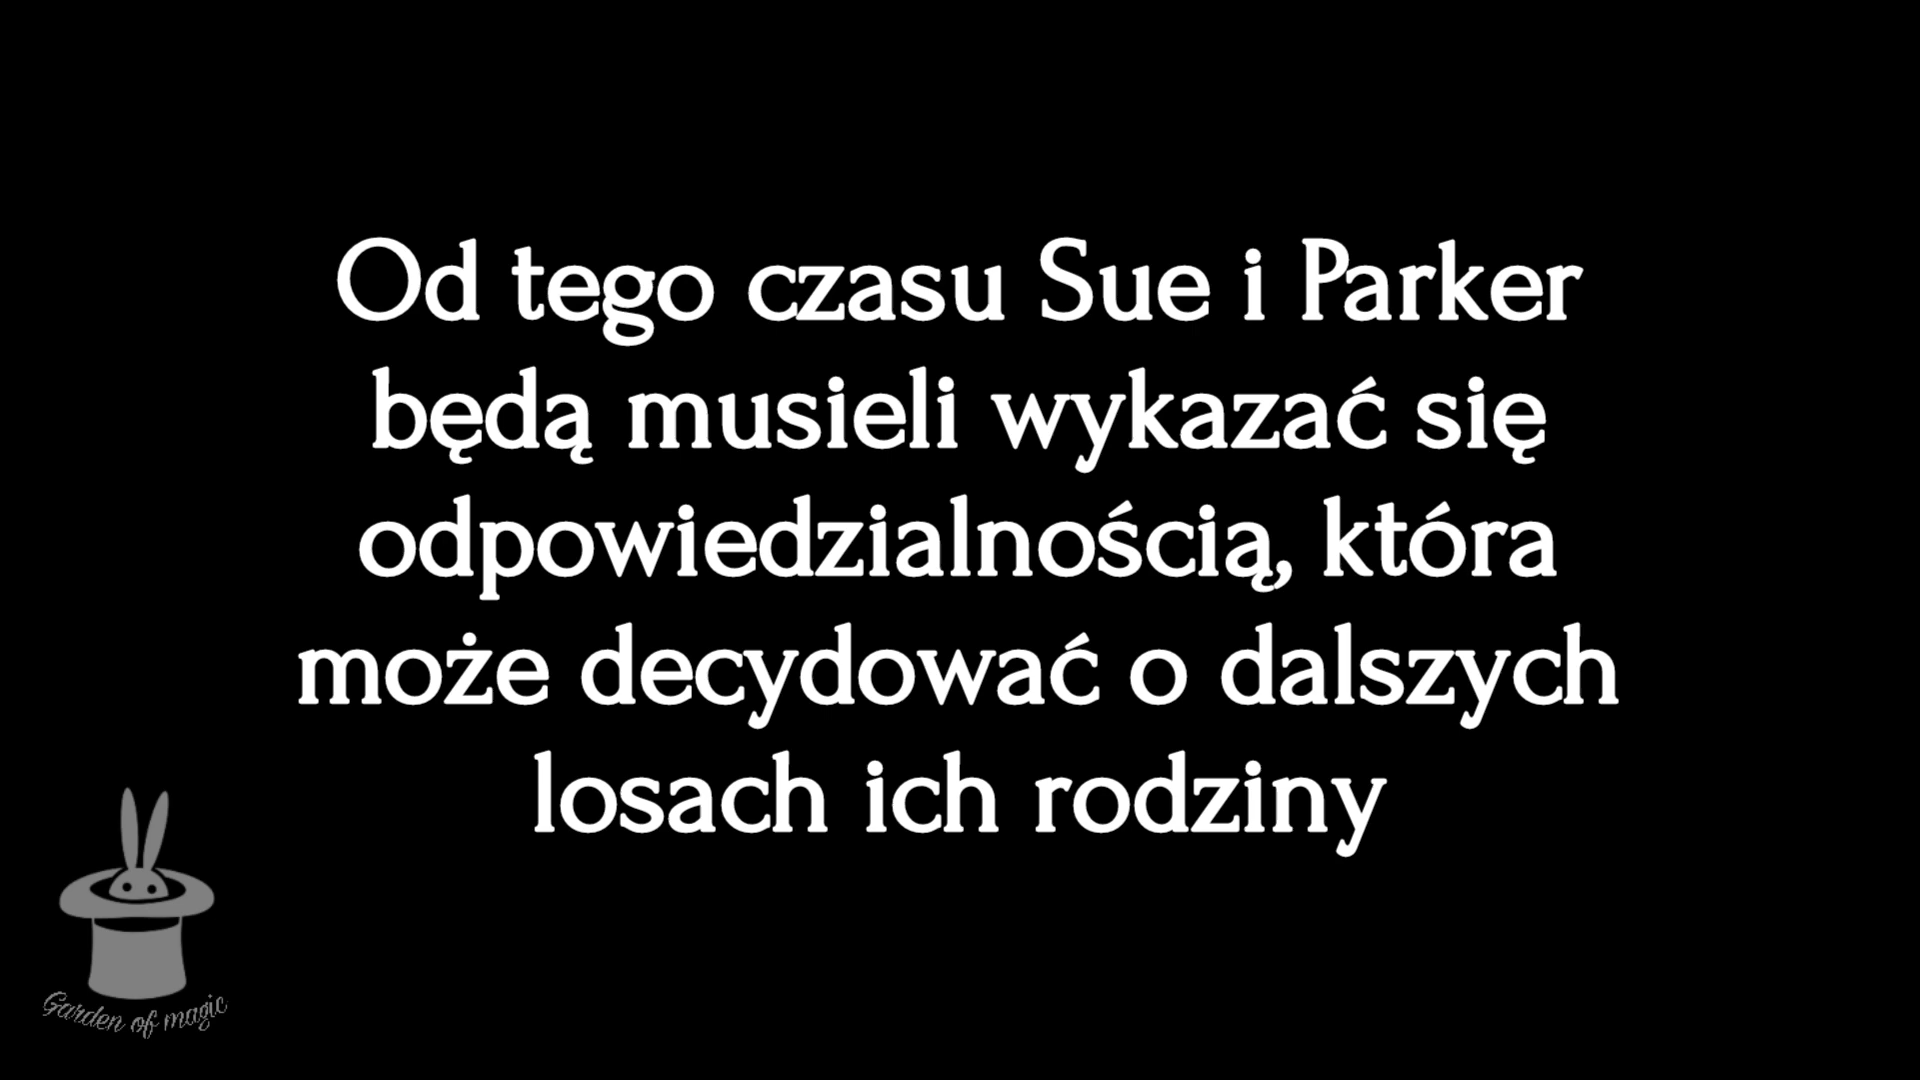 Od tego czasu Sue i Parker
będą musieli wykazać się
odpowiedzialnością, która
może decydować o dalszych
losach ich rodziny
Garden of magic